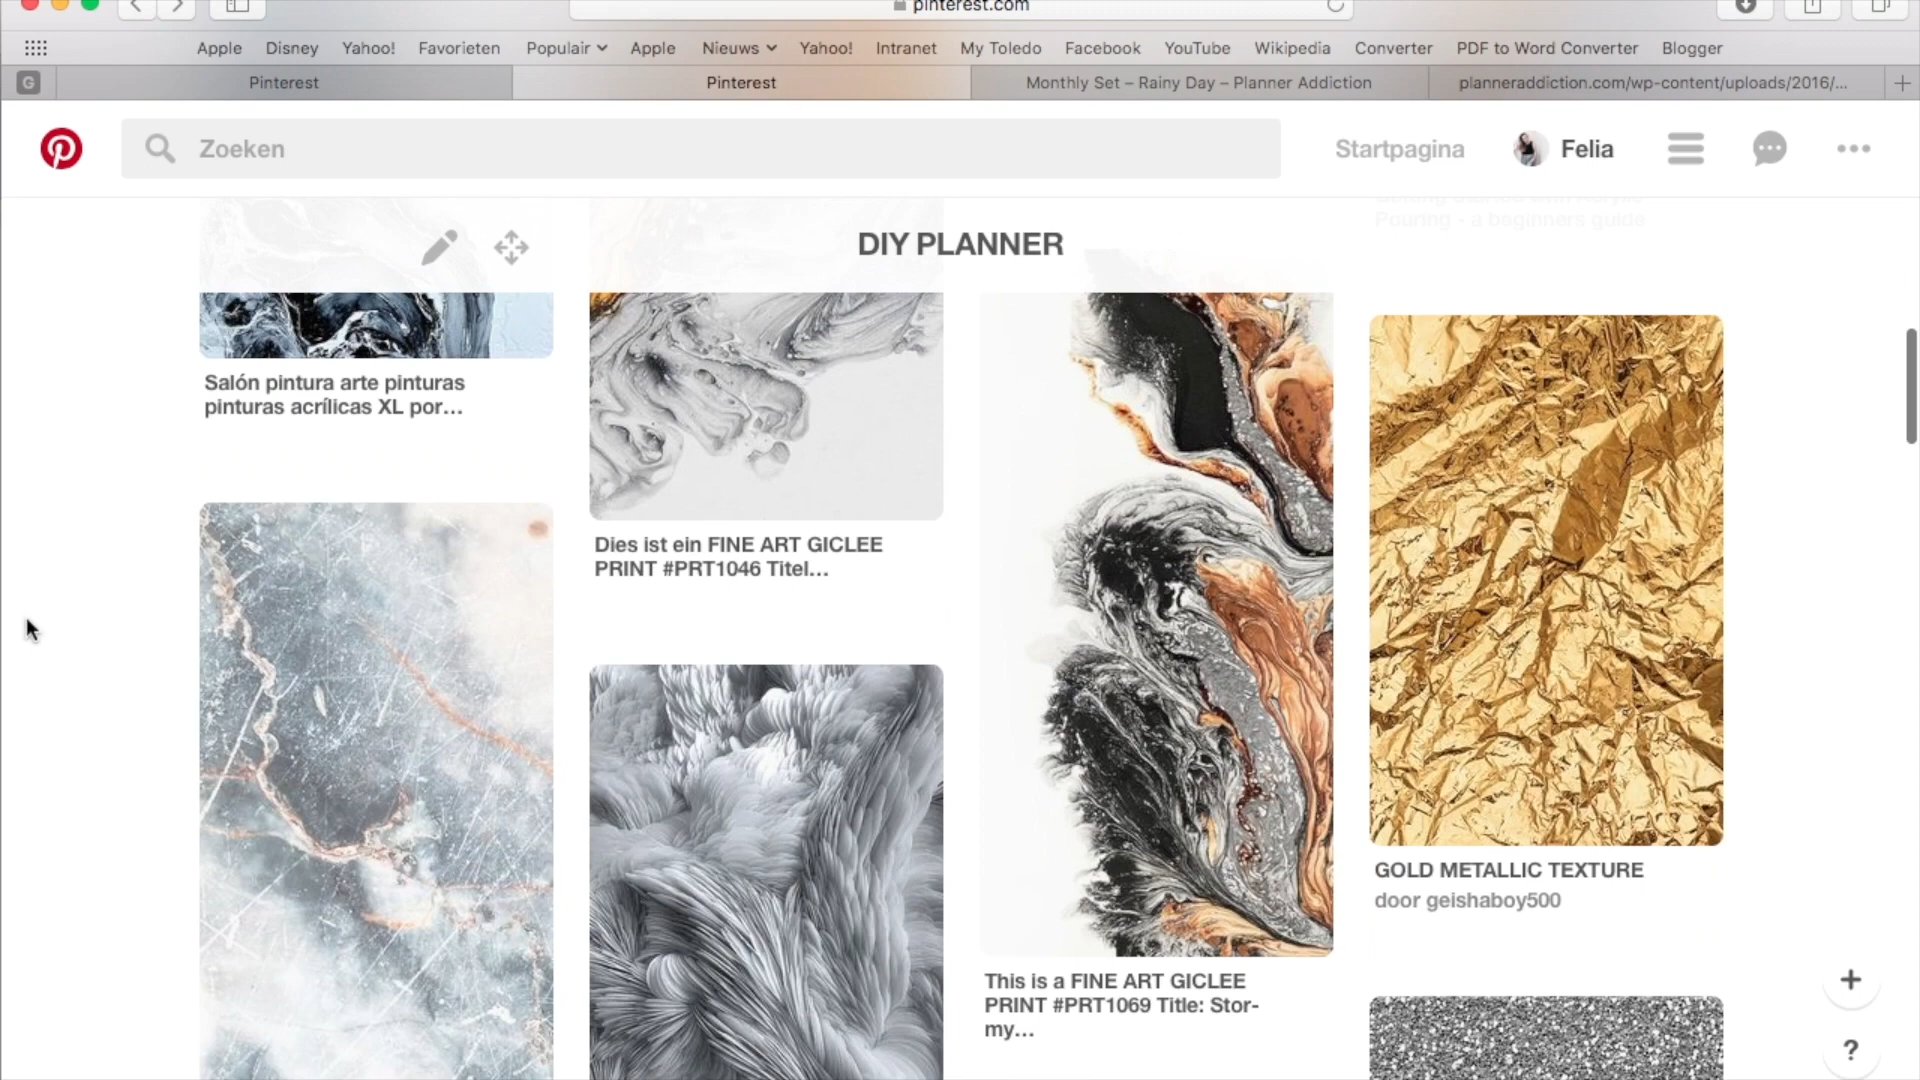 pinterest.com
Apple Disney Yahoo! Favorieten Populair Apple Nieuws Yahoo! Intranet My Toledo Facebook YouTube Wikipedia Converter PDF to Word Converter Blogger
G Pinterest Pinterest Monthly Set – Rainy Day – Planner Addiction planneraddiction.com/wp-content/uploads/2016/...
Zoeken Startpagina Felia
Pouring - a beginners guide
DIY PLANNER
Salón pintura arte pinturas
pinturas acrílicas XL por...
Dies ist ein FINE ART GICLEE
PRINT #PRT1046 Titel...
This is a FINE ART GICLEE
PRINT #PRT1069 Title: Stor-
my...
GOLD METALLIC TEXTURE
door geishaboy500
+
?